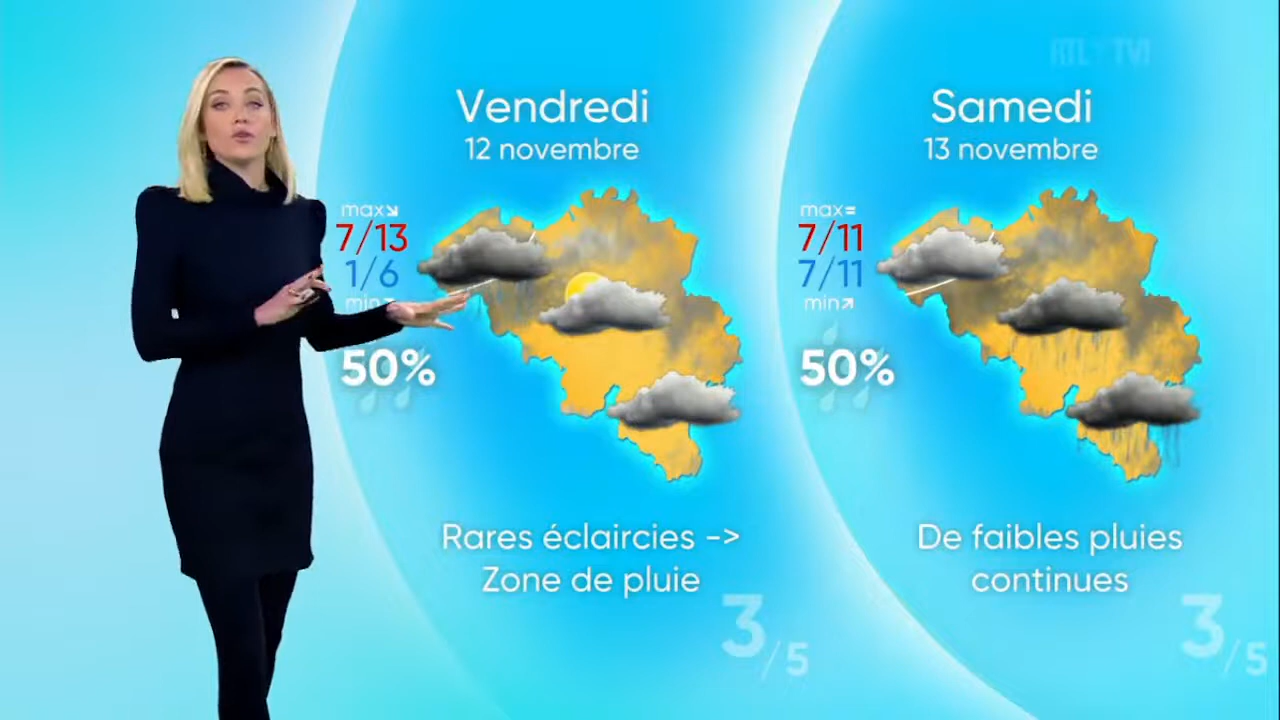 RTL TVI
Vendredi
12 novembre
max↘
7/13
1/6
min↗
50%
Rares éclaircies ->
Zone de pluie
3/5
Samedi
13 novembre
max=
7/11
7/11
min↗
50%
De faibles pluies
continues
3/5